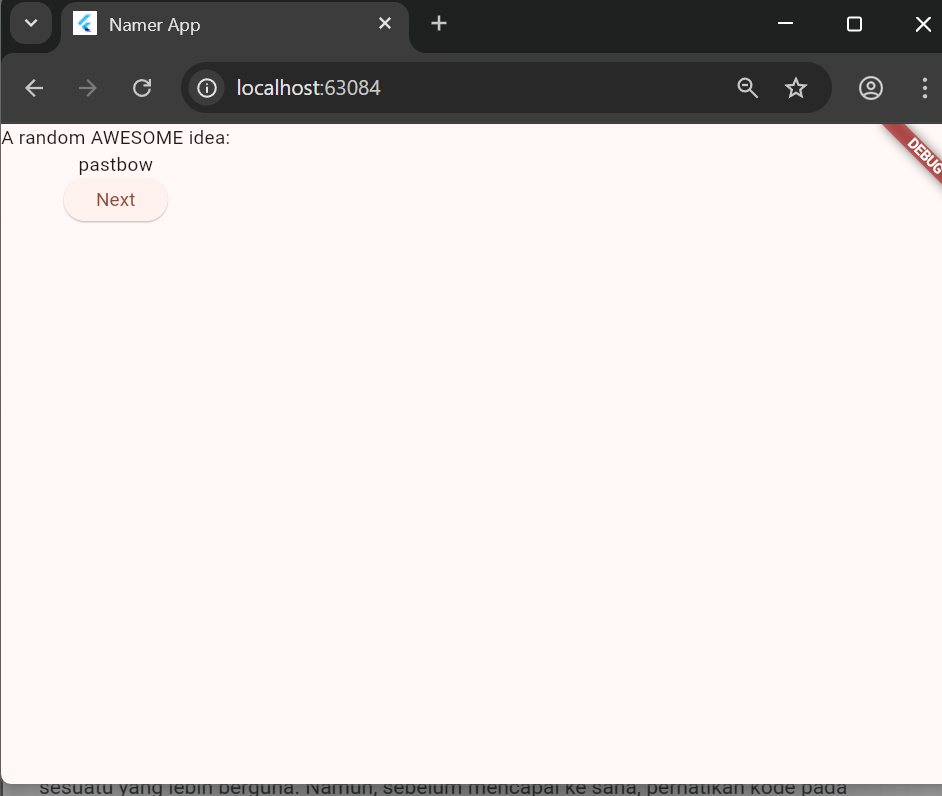 Namer App
localhost:63084
A random AWESOME idea:
DEBUG
pastbow
Next
sesuatu yang lebih berguna. Namun, sebelum mencapai ke sana, perhatikan kode pada